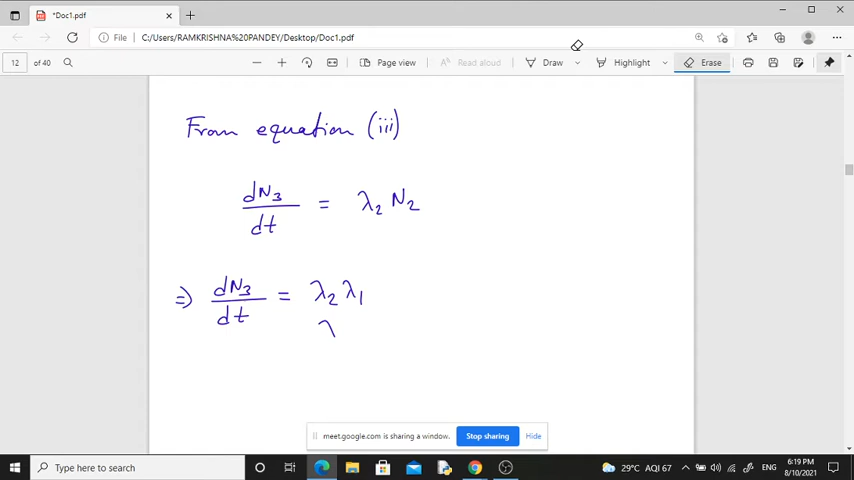 *Doc1.pdf
File C:/Users/RAMKRISHNA%20PANDEY/Desktop/Doc1.pdf
12 of 40 Page view Read aloud Draw Highlight Erase
From equation (iii)
dN₃/dt = λ₂ N₂
⇒ dN₃/dt = λ₂ λ₁
λ
meet.google.com is sharing a window. Stop sharing Hide
Type here to search 29°C AQI 67 ENG 6:19 PM
8/10/2021